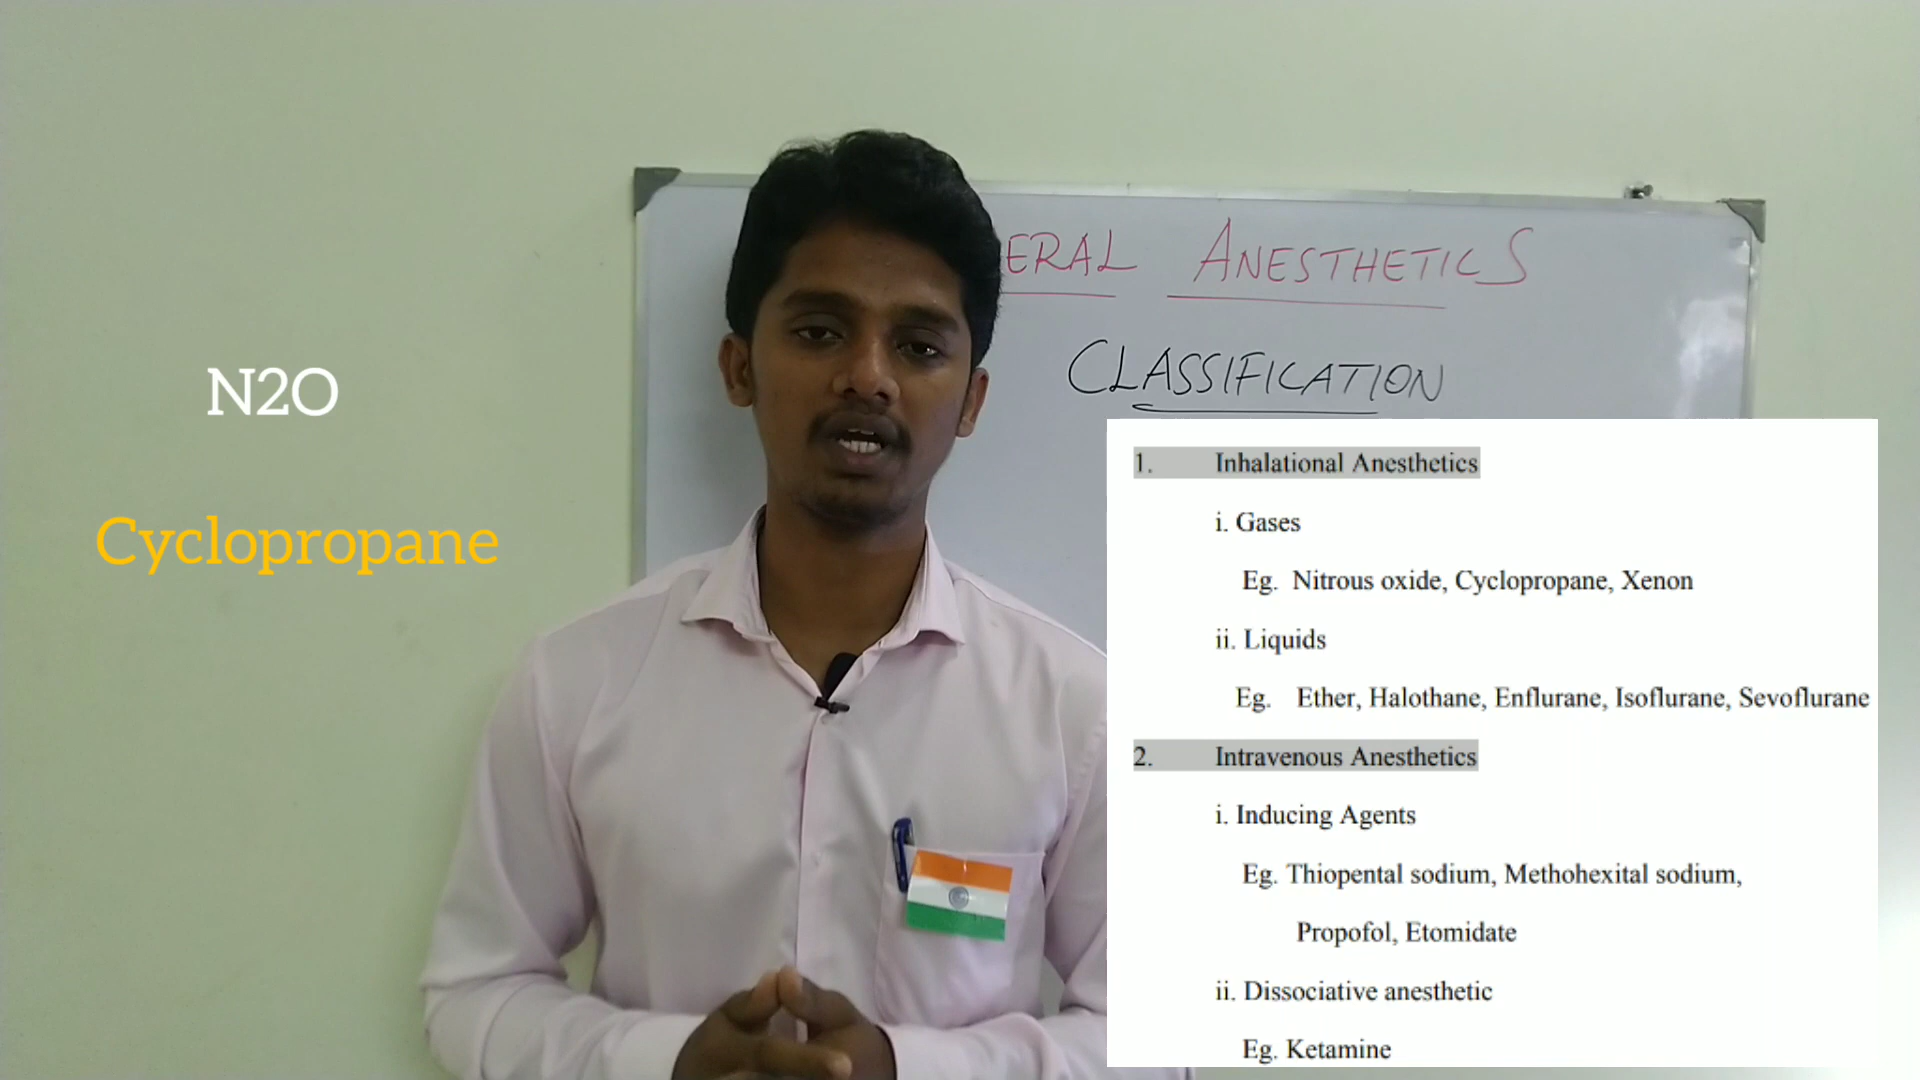 ERAL ANESTHETICS
CLASSIFICATION
N2O
Cyclopropane
1. Inhalational Anesthetics
i. Gases
Eg. Nitrous oxide, Cyclopropane, Xenon
ii. Liquids
Eg. Ether, Halothane, Enflurane, Isoflurane, Sevoflurane
2. Intravenous Anesthetics
i. Inducing Agents
Eg. Thiopental sodium, Methohexital sodium,
Propofol, Etomidate
ii. Dissociative anesthetic
Eg. Ketamine